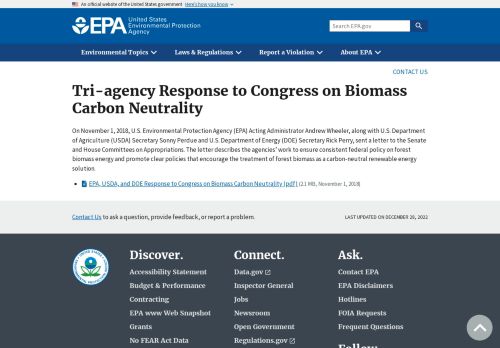 An official website of the United States government Here's how you know
EPA United States
Environmental Protection
Agency
Search EPA.gov
Environmental Topics Laws & Regulations Report a Violation About EPA
CONTACT US
Tri-agency Response to Congress on Biomass
Carbon Neutrality
On November 1, 2018, U.S. Environmental Protection Agency (EPA) Acting Administrator Andrew Wheeler, along with U.S. Department
of Agriculture (USDA) Secretary Sonny Perdue and U.S. Department of Energy (DOE) Secretary Rick Perry, sent a letter to the Senate
and House Committees on Appropriations. The letter describes the agencies' work to ensure consistent federal policy on forest
biomass energy and promote clear policies that encourage the treatment of forest biomass as a carbon-neutral renewable energy
solution.
EPA, USDA, and DOE Response to Congress on Biomass Carbon Neutrality (pdf) (2.1 MB, November 1, 2018)
Contact Us to ask a question, provide feedback, or report a problem. LAST UPDATED ON DECEMBER 28, 2022
Discover. Connect. Ask.
Accessibility Statement Data.gov Contact EPA
Budget & Performance Inspector General EPA Disclaimers
Contracting Jobs Hotlines
EPA www Web Snapshot Newsroom FOIA Requests
Grants Open Government Frequent Questions
No FEAR Act Data Regulations.gov
Follow.